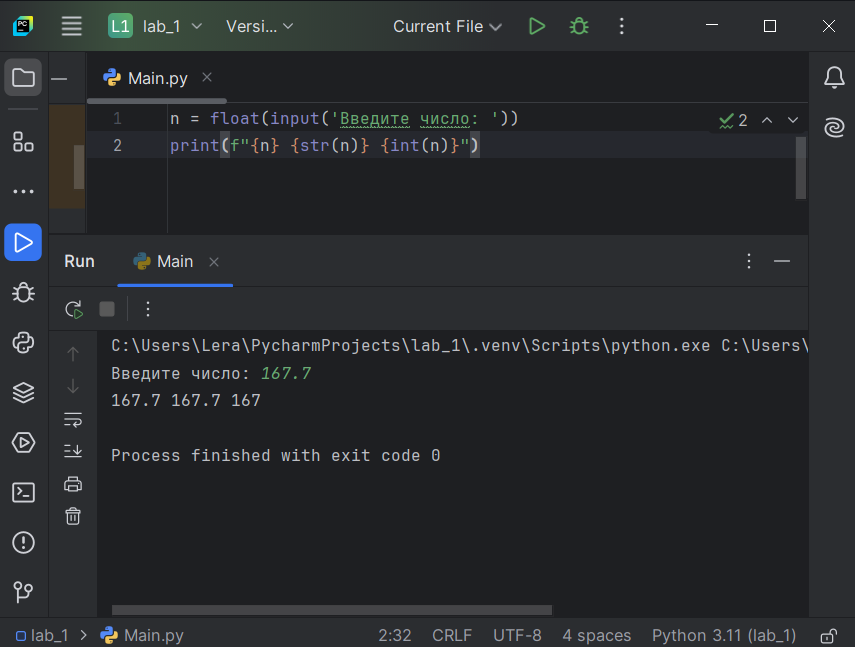 L1 lab_1 Versi... Current File
Main.py
1 n = float(input('Введите число: '))
2
2 print(f"{n} {str(n)} {int(n)}")
Run Main
C:\Users\Lera\PycharmProjects\lab_1\.venv\Scripts\python.exe C:\Users\
Введите число: 167.7
167.7 167.7 167
Process finished with exit code 0
lab_1 > Main.py 2:32 CRLF UTF-8 4 spaces Python 3.11 (lab_1)